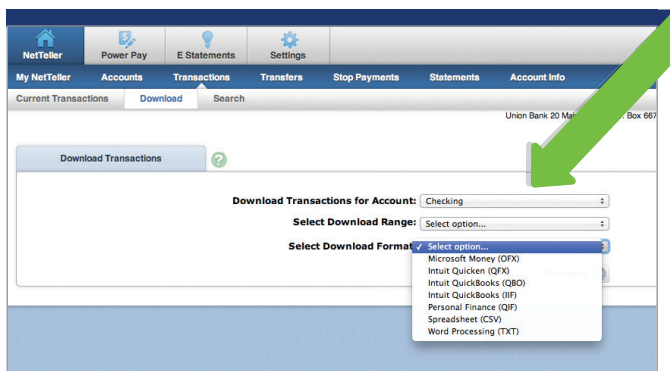 NetTeller Power Pay E Statements Settings
My NetTeller Accounts Transactions Transfers Stop Payments Statements Account Info
Current Transactions Download Search
Union Bank 20 Box 667
Download Transactions ?
Download Transactions for Account: Checking
Select Download Range: Select option...
Select Download Format ✓ Select option...
Microsoft Money (OFX)
Intuit Quicken (QFX)
Intuit QuickBooks (QBO)
Intuit QuickBooks (IIF)
Personal Finance (QIF)
Spreadsheet (CSV)
Word Processing (TXT)